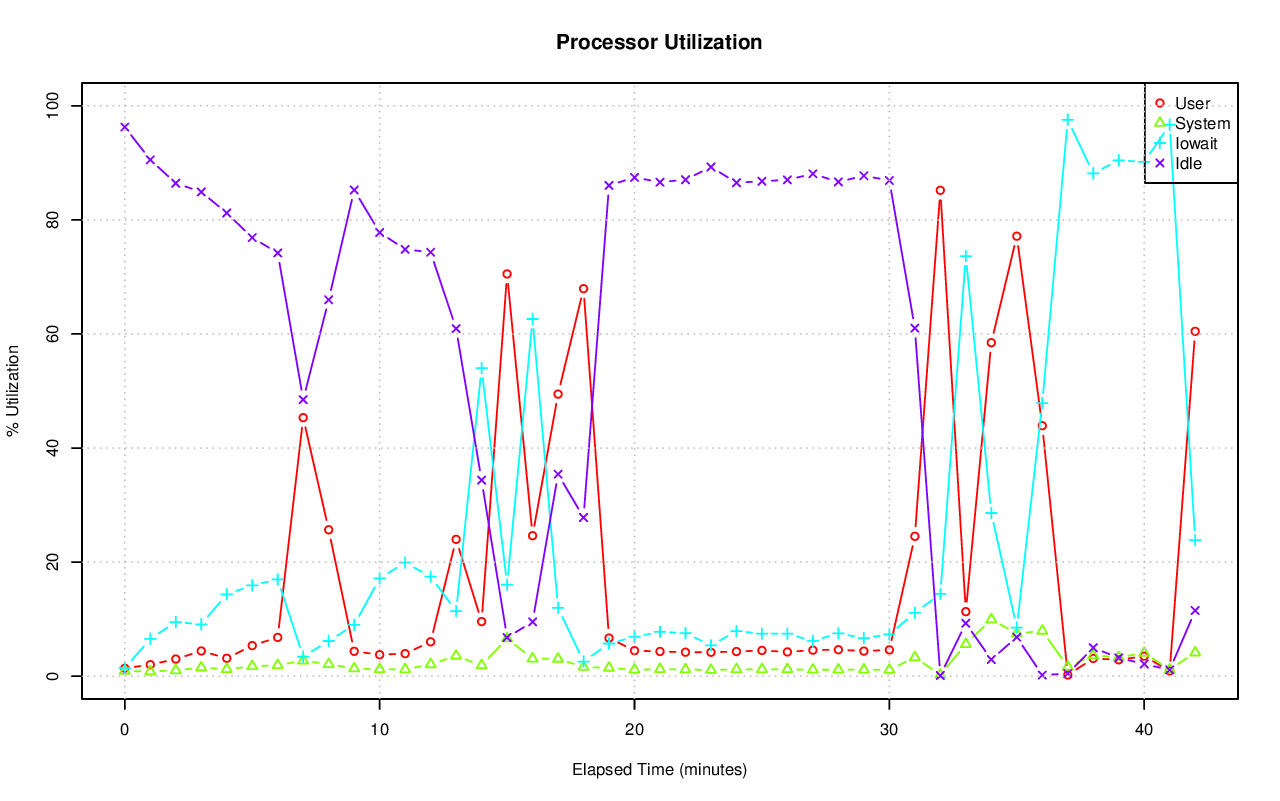 Processor Utilization
% Utilization
100
80
60
40
20
0
User
System
Iowait
Idle
0 10 20 30 40
Elapsed Time (minutes)